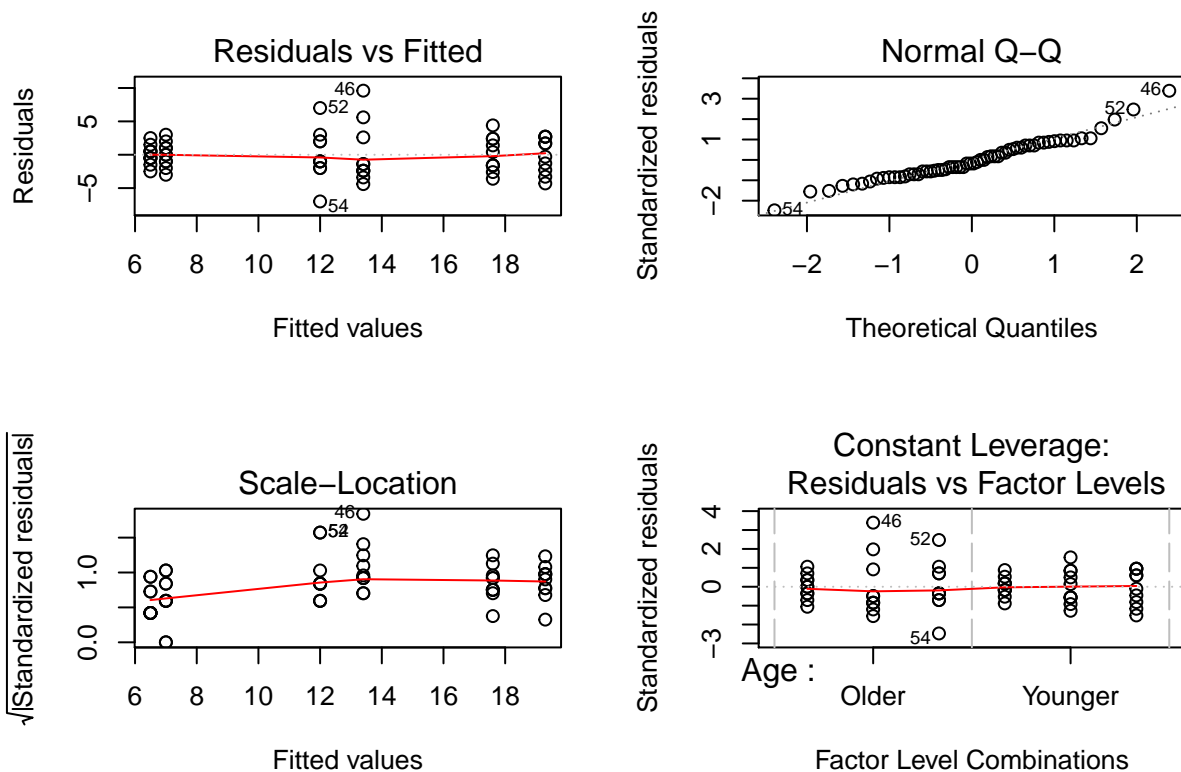 Residuals vs Fitted
Residuals
5
−5
46
52
54
6 8 10 12 14 16 18
Fitted values
Normal Q−Q
Standardized residuals
3
1
−2
46
52
54
−2 −1 0 1 2
Theoretical Quantiles
Scale−Location
√|Standardized residuals|
1.0
0.0
46
52
6 8 10 12 14 16 18
Fitted values
Constant Leverage:
Residuals vs Factor Levels
Standardized residuals
4
2
0
−3
46
52
54
Age :
Older Younger
Factor Level Combinations